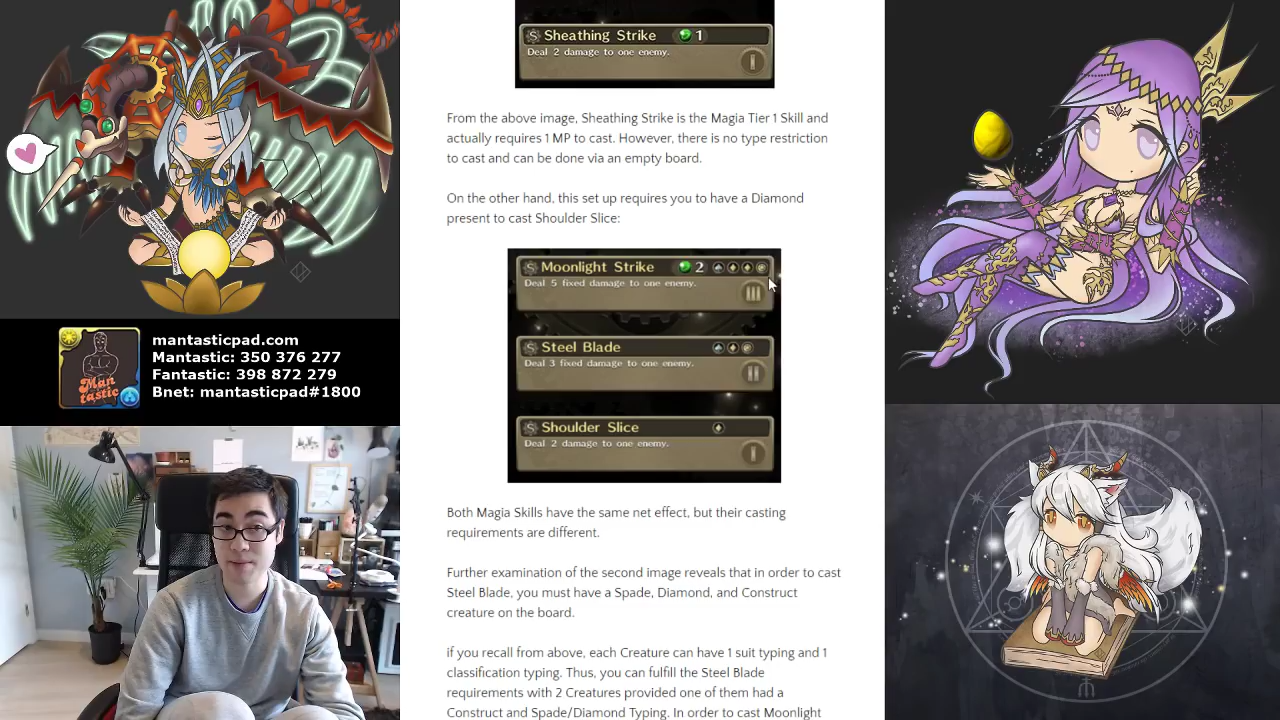 Sheathing Strike 1
Deal 2 damage to one enemy.
From the above image, Sheathing Strike is the Magia Tier 1 Skill and
actually requires 1 MP to cast. However, there is no type restriction
to cast and can be done via an empty board.
On the other hand, this set up requires you to have a Diamond
present to cast Shoulder Slice:
Moonlight Strike 2
Deal 5 fixed damage to one enemy.
Steel Blade
Deal 3 fixed damage to one enemy.
Shoulder Slice
Deal 2 damage to one enemy.
Both Magia Skills have the same net effect, but their casting
requirements are different.
Further examination of the second image reveals that in order to cast
Steel Blade, you must have a Spade, Diamond, and Construct
creature on the board.
if you recall from above, each Creature can have 1 suit typing and 1
classification typing. Thus, you can fulfill the Steel Blade
requirements with 2 Creatures provided one of them had a
Construct and Spade/Diamond Typing. In order to cast Moonlight
Man
tastic
mantasticpad.com
Mantastic: 350 376 277
Fantastic: 398 872 279
Bnet: mantasticpad#1800